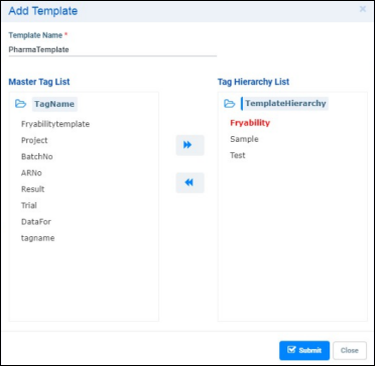 Add Template
Template Name *
PharmaTemplate
Master Tag List
TagName
Fryabilitytemplate
Project
BatchNo
ARNo
Result
Trial
DataFor
tagname
Tag Hierarchy List
TemplateHierarchy
Fryability
Sample
Test
Submit
Close